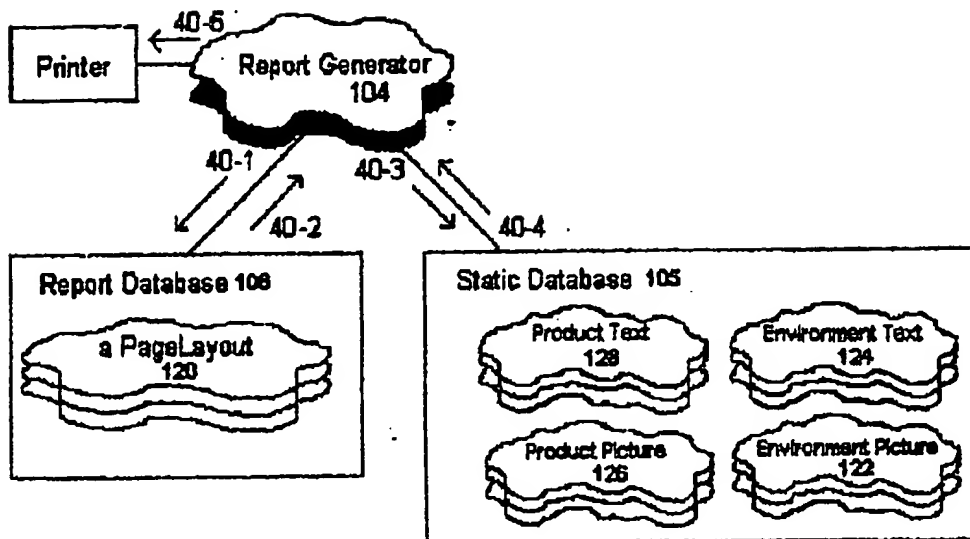 40-5
Printer
Report Generator
104
40-1
40-2
40-3
40-4
Report Database 106
a PageLayout
120
Static Database 105
Product Text
128
Environment Text
124
Product Picture
126
Environment Picture
122